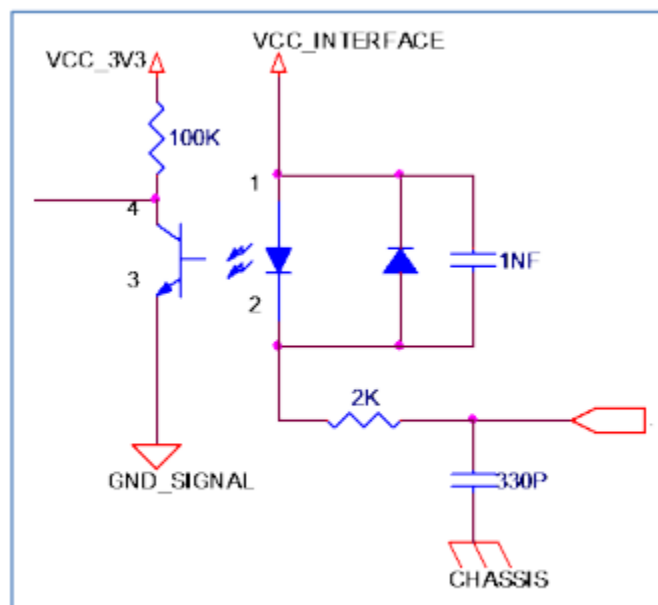 VCC_INTERFACE
VCC_3V3
100K
1
4
3
1NF
2
2K
GND_SIGNAL
330P
CHASSIS